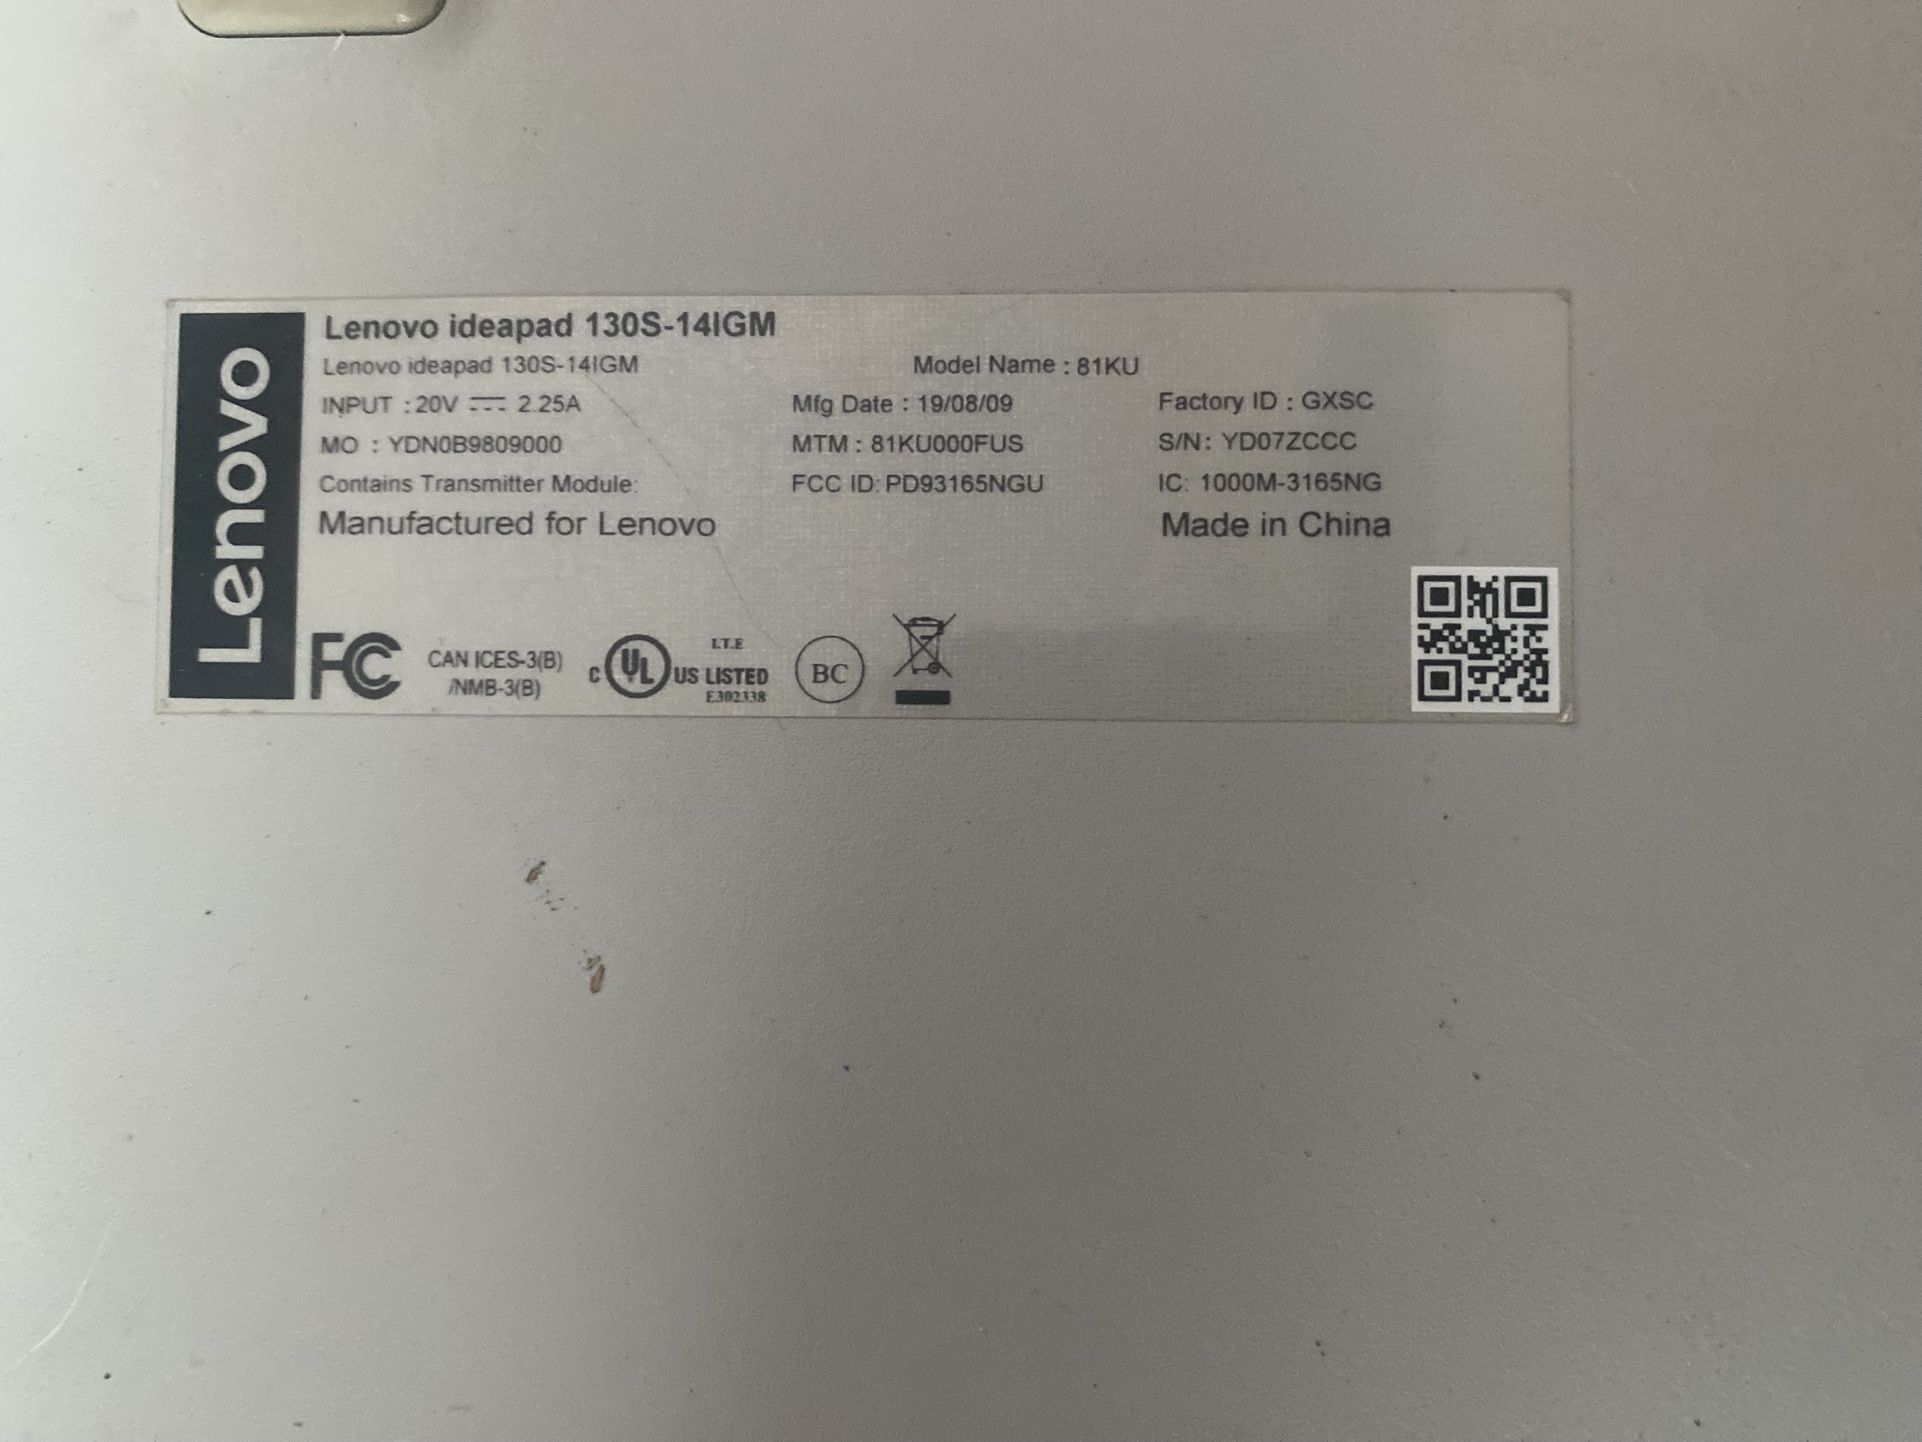 Lenovo
Lenovo ideapad 130S-14IGM
Lenovo ideapad 130S-14IGM Model Name : 81KU
INPUT : 20V ⎓ 2.25A Mfg Date : 19/08/09 Factory ID : GXSC
MO : YDN0B9809000 MTM : 81KU000FUS S/N: YD07ZCCC
Contains Transmitter Module: FCC ID: PD93165NGU IC: 1000M-3165NG
Manufactured for Lenovo Made in China
FC CAN ICES-3(B)
/NMB-3(B)
C UL US LISTED
I.T.E
E302338
BC